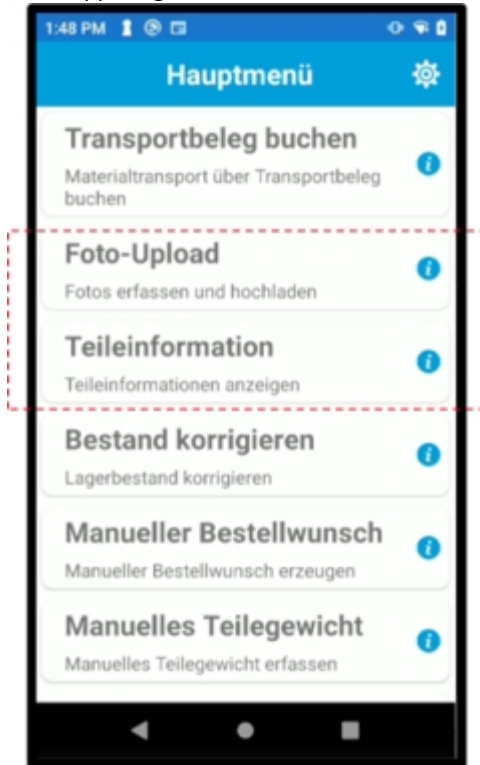 1:48 PM
Hauptmenü
Transportbeleg buchen
Materialtransport über Transportbeleg
buchen
Foto-Upload
Fotos erfassen und hochladen
Teileinformation
Teileinformationen anzeigen
Bestand korrigieren
Lagerbestand korrigieren
Manueller Bestellwunsch
Manueller Bestellwunsch erzeugen
Manuelles Teilegewicht
Manuelles Teilegewicht erfassen